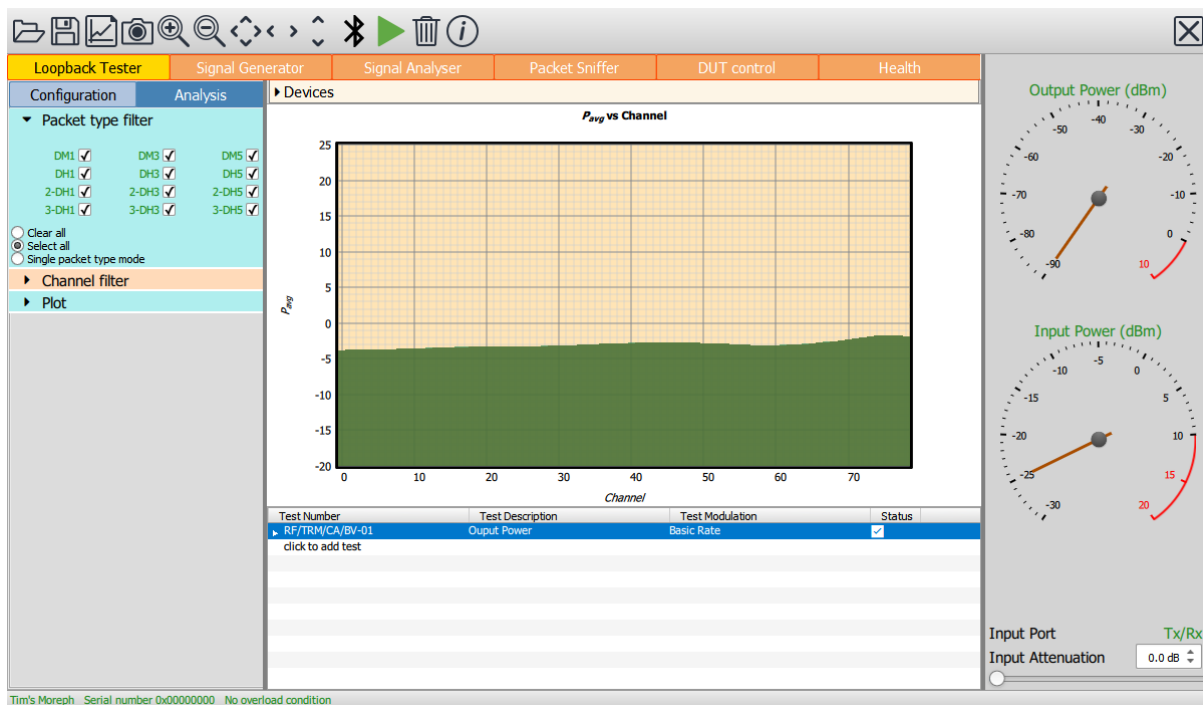 Loopback Tester Signal Generator Signal Analyser Packet Sniffer DUT control Health
Configuration Analysis
Packet type filter
DM1 DM3 DM5
DH1 DH3 DH5
2-DH1 2-DH3 2-DH5
3-DH1 3-DH3 3-DH5
Clear all
Select all
Single packet type mode
Channel filter
Plot
Devices
Pavg vs Channel
25
20
15
10
5
0
-5
-10
-15
-20
Pavg
0 10 20 30 40 50 60 70
Channel
Test Number Test Description Test Modulation Status
RF/TRM/CA/BV-01 Ouput Power Basic Rate
click to add test
Output Power (dBm)
-90 -80 -70 -60 -50 -40 -30 -20 -10 0 10
Input Power (dBm)
-30 -25 -20 -15 -10 -5 0 5 10 15 20
Input Port Tx/Rx
Input Attenuation 0.0 dB
Tim's Moreph Serial number 0x00000000 No overload condition